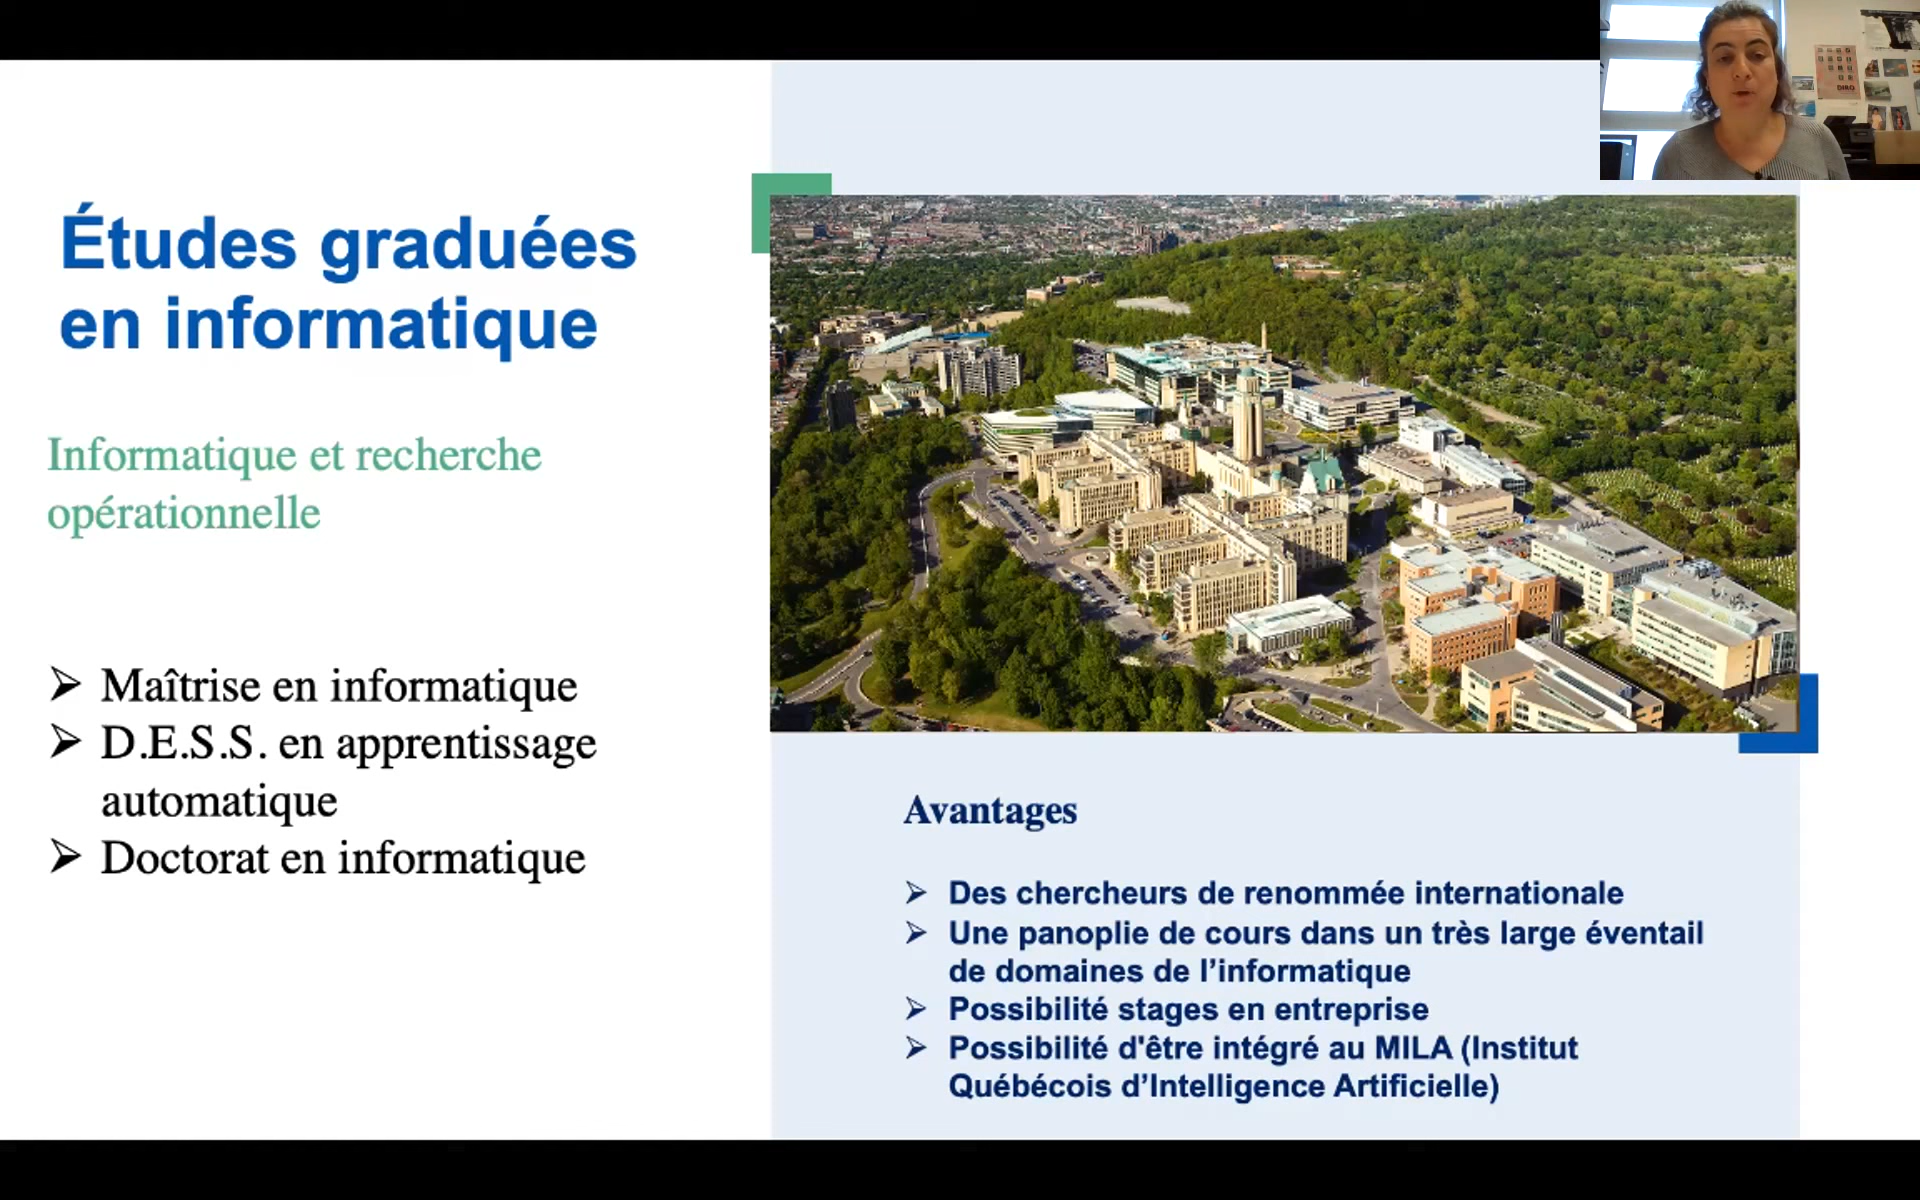 Études graduées
en informatique
Informatique et recherche
opérationnelle
➢ Maîtrise en informatique
➢ D.E.S.S. en apprentissage
automatique
➢ Doctorat en informatique
DIRO
Avantages
➢ Des chercheurs de renommée internationale
➢ Une panoplie de cours dans un très large éventail
de domaines de l’informatique
➢ Possibilité stages en entreprise
➢ Possibilité d'être intégré au MILA (Institut
Québécois d’Intelligence Artificielle)